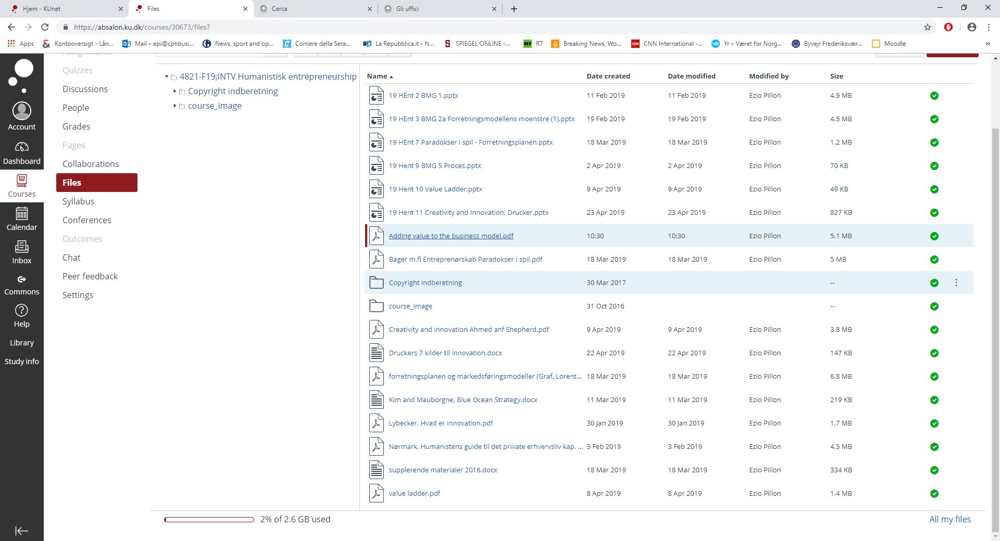 Hjem - KUnet
Files
Cerca
Gli uffici
https://absalon.ku.dk/courses/30673/files?
Apps
Kontooversigt - Lån...
Mail – epi@cphbusi...
News, sport and op...
Corriere della Sera...
La Repubblica.it - N...
SPIEGEL ONLINE -...
RT
RT
Breaking News, Wo...
CNN International -...
Yr – Været for Norg...
Byvejr Frederiksvær...
Moodle
Account
Dashboard
Courses
Calendar
Inbox
Commons
Help
Library
Study info
Assignments
Quizzes
Discussions
People
Grades
Pages
Collaborations
Files
Syllabus
Conferences
Outcomes
Chat
Peer feedback
Settings
4821-F19;INTV Humanistisk entrepreneurship
Copyright indberetning
course_image
Name Date created Date modified Modified by Size
19 HEnt 2 BMG 1.pptx 11 Feb 2019 11 Feb 2019 Ezio Pillon 4.9 MB
19 HEnt 3 BMG 2a Forretningsmodellens moenstre (1).pptx 19 Feb 2019 19 Feb 2019 Ezio Pillon 4.5 MB
19 HEnt 7 Paradokser i spil - Forretningsplanen.pptx 18 Mar 2019 18 Mar 2019 Ezio Pillon 1.2 MB
19 Hent 9 BMG 5 Proces.pptx 2 Apr 2019 2 Apr 2019 Ezio Pillon 70 KB
19 Hent 10 Value Ladder.pptx 9 Apr 2019 9 Apr 2019 Ezio Pillon 49 KB
19 Hent 11 Creativity and Innovation, Drucker.pptx 23 Apr 2019 23 Apr 2019 Ezio Pillon 827 KB
Adding value to the business model.pdf 10:30 10:30 Ezio Pillon 5.1 MB
Bager m.fl Entreprenørskab Paradokser i spil.pdf 18 Mar 2019 18 Mar 2019 Ezio Pillon 5 MB
Copyright indberetning 30 Mar 2017 --
course_image 31 Oct 2016 --
Creativity and innovation Ahmed anf Shepherd.pdf 9 Apr 2019 9 Apr 2019 Ezio Pillon 3.8 MB
Druckers 7 kilder til innovation.docx 22 Apr 2019 22 Apr 2019 Ezio Pillon 147 KB
forretningsplanen og markedsføringsmodeller (Graf, Lorent... 18 Mar 2019 18 Mar 2019 Ezio Pillon 6.8 MB
Kim and Mauborgne, Blue Ocean Strategy.docx 11 Mar 2019 11 Mar 2019 Ezio Pillon 219 KB
Lybecker, Hvad er innovation.pdf 30 Jan 2019 30 Jan 2019 Ezio Pillon 1.7 MB
Nørmark, Humanistens guide til det private erhvervsliv kap. ... 3 Feb 2019 3 Feb 2019 Ezio Pillon 4.5 MB
supplerende materialer 2016.docx 18 Mar 2019 18 Mar 2019 Ezio Pillon 334 KB
value ladder.pdf 8 Apr 2019 8 Apr 2019 Ezio Pillon 1.4 MB
2% of 2.6 GB used
All my files